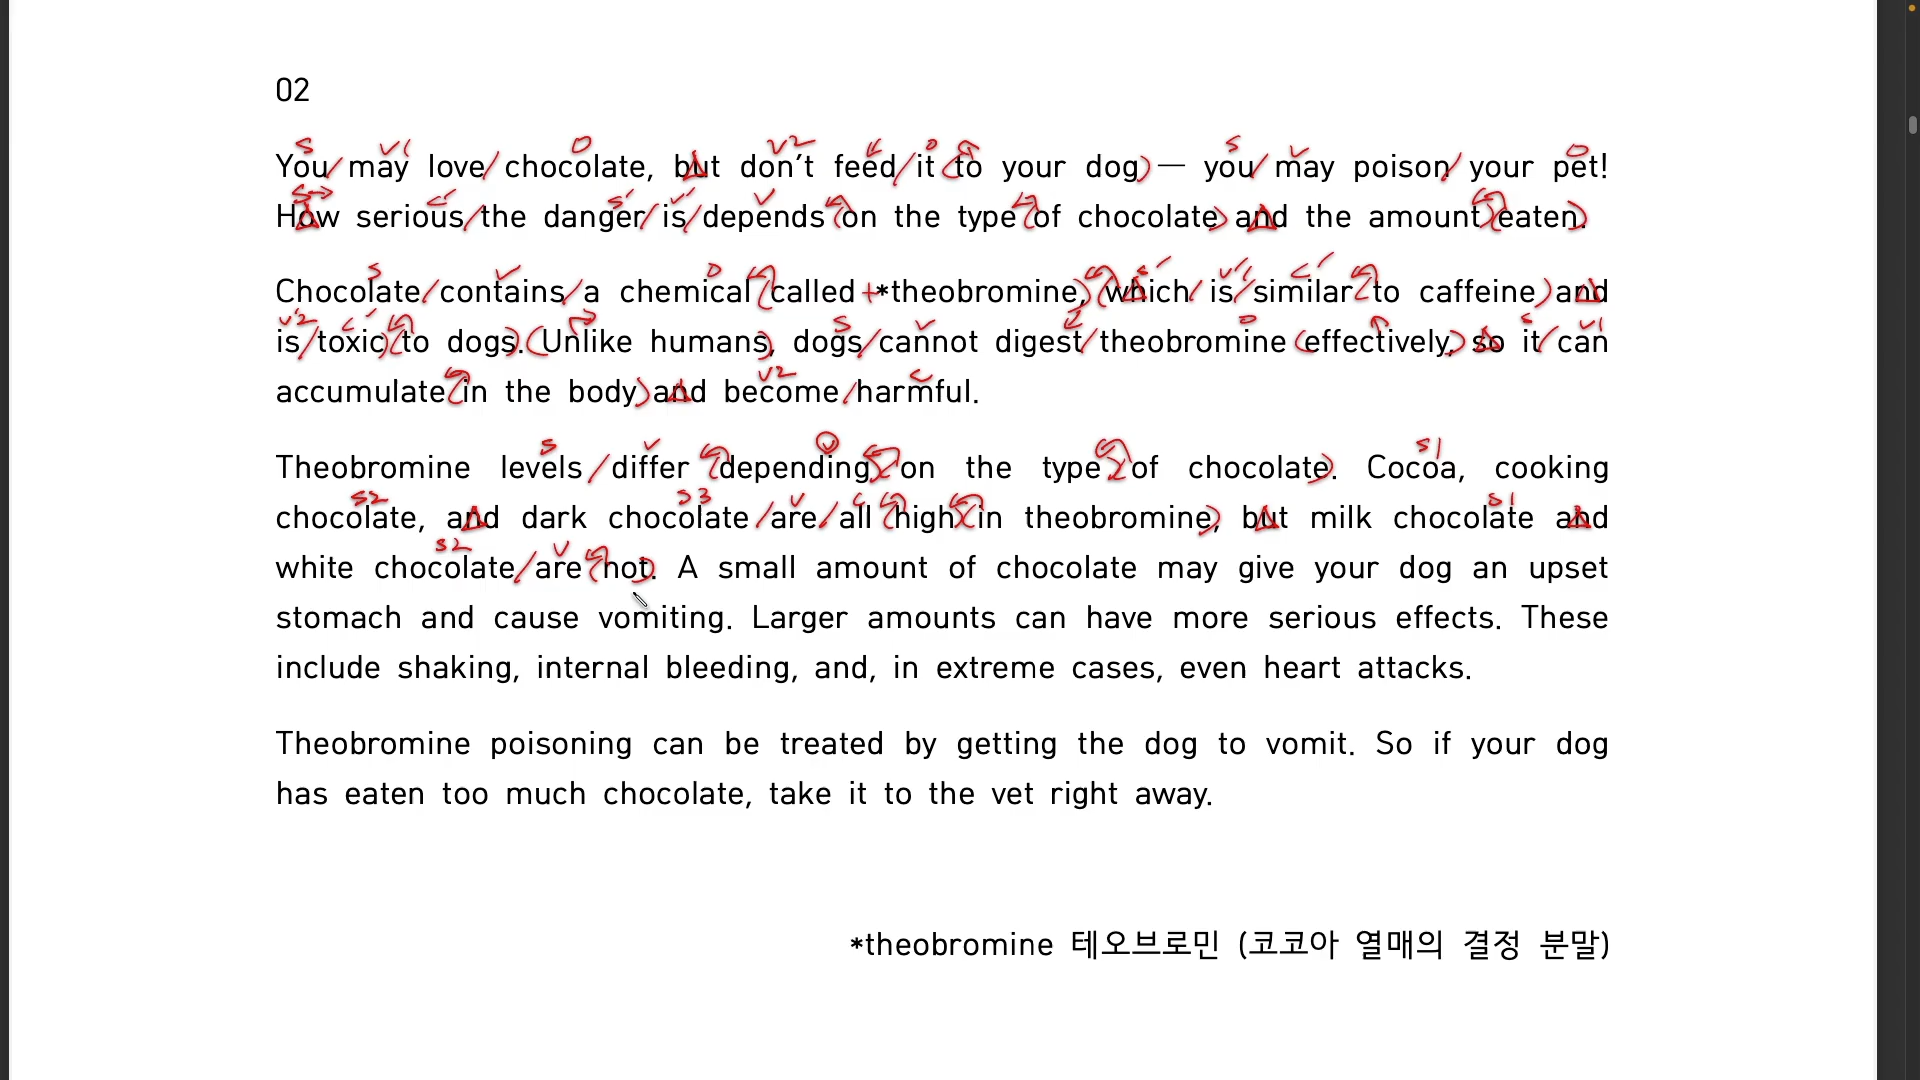 02
You may love chocolate, but don't feed it to your dog — you may poison your pet!
How serious the danger is depends on the type of chocolate and the amount eaten.
Chocolate contains a chemical called *theobromine, which is similar to caffeine and
is toxic to dogs. Unlike humans, dogs cannot digest theobromine effectively, so it can
accumulate in the body and become harmful.
Theobromine levels differ depending on the type of chocolate. Cocoa, cooking
chocolate, and dark chocolate are all high in theobromine, but milk chocolate and
white chocolate are not. A small amount of chocolate may give your dog an upset
stomach and cause vomiting. Larger amounts can have more serious effects. These
include shaking, internal bleeding, and, in extreme cases, even heart attacks.
Theobromine poisoning can be treated by getting the dog to vomit. So if your dog
has eaten too much chocolate, take it to the vet right away.
*theobromine 테오브로민 (코코아 열매의 결정 분말)